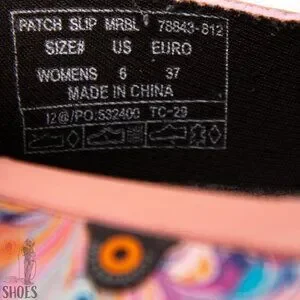 PATCH SLIP MRBL® 78643-812
SIZE# US EURO
WOMENS 6 37
MADE IN CHINA
12@/PO:532400 TC-29
SHOES